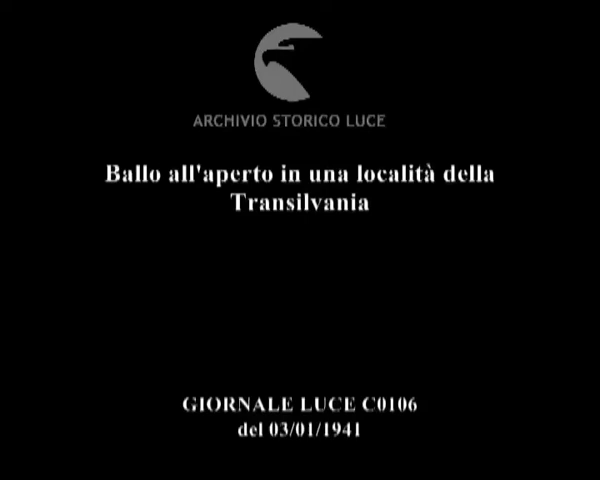 ARCHIVIO STORICO LUCE
Ballo all'aperto in una località della
Transilvania
GIORNALE LUCE C0106
del 03/01/1941